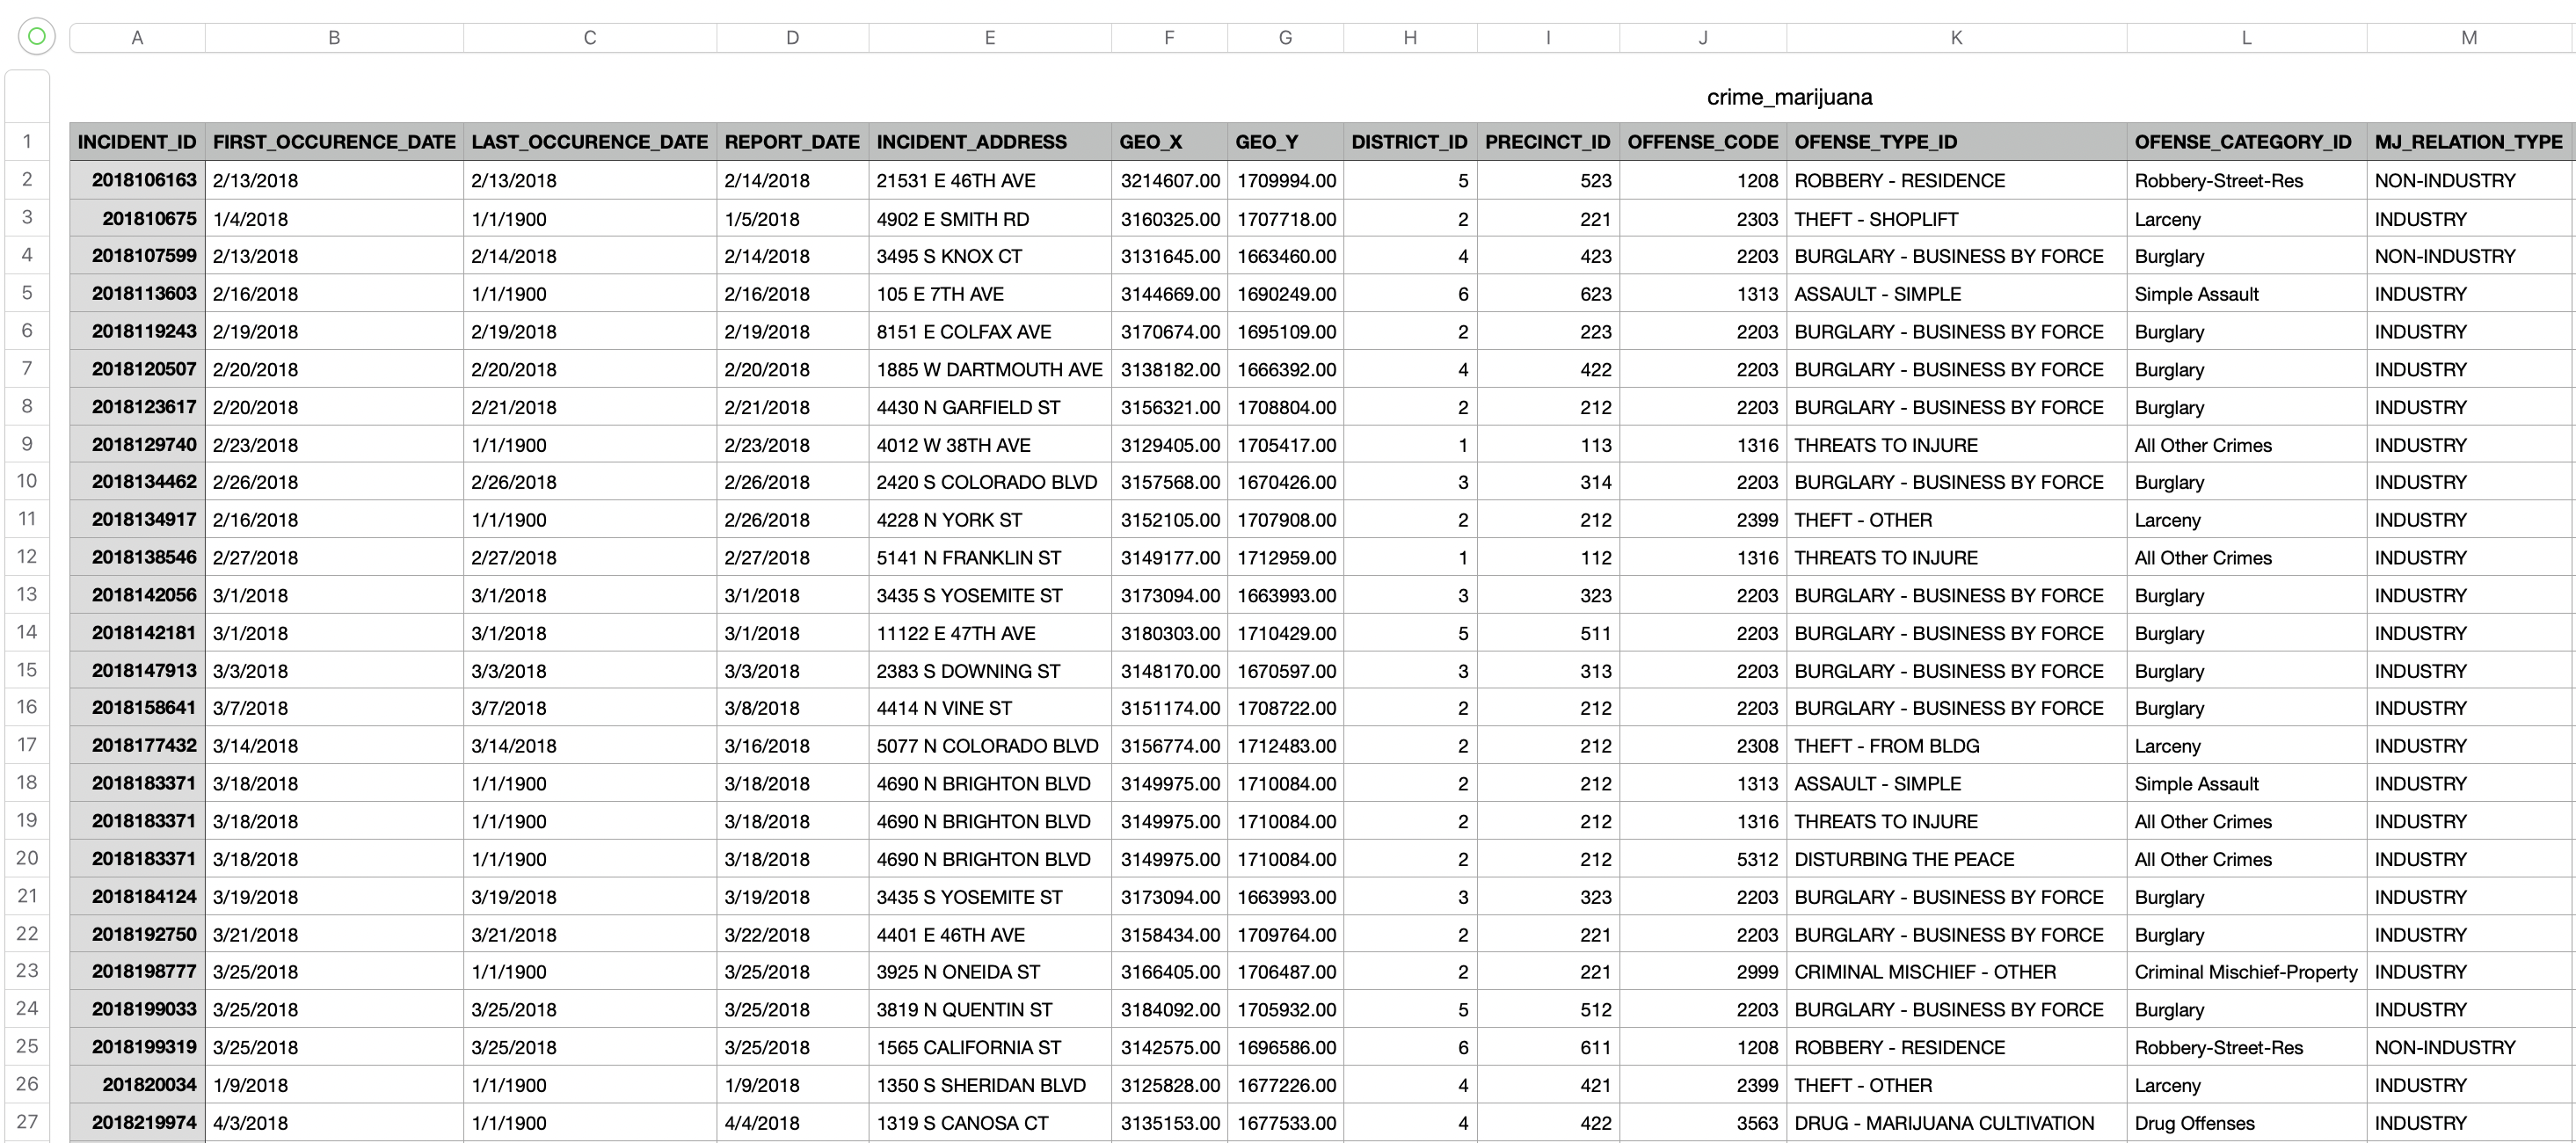 A B C D E F G H I J K L M
crime_marijuana
1 INCIDENT_ID FIRST_OCCURENCE_DATE LAST_OCCURENCE_DATE REPORT_DATE INCIDENT_ADDRESS GEO_X GEO_Y DISTRICT_ID PRECINCT_ID OFFENSE_CODE OFENSE_TYPE_ID OFENSE_CATEGORY_ID MJ_RELATION_TYPE
2 2018106163 2/13/2018 2/13/2018 2/14/2018 21531 E 46TH AVE 3214607.00 1709994.00 5 523 1208 ROBBERY - RESIDENCE Robbery-Street-Res NON-INDUSTRY
3 201810675 1/4/2018 1/1/1900 1/5/2018 4902 E SMITH RD 3160325.00 1707718.00 2 221 2303 THEFT - SHOPLIFT Larceny INDUSTRY
4 2018107599 2/13/2018 2/14/2018 2/14/2018 3495 S KNOX CT 3131645.00 1663460.00 4 423 2203 BURGLARY - BUSINESS BY FORCE Burglary NON-INDUSTRY
5 2018113603 2/16/2018 1/1/1900 2/16/2018 105 E 7TH AVE 3144669.00 1690249.00 6 623 1313 ASSAULT - SIMPLE Simple Assault INDUSTRY
6 2018119243 2/19/2018 2/19/2018 2/19/2018 8151 E COLFAX AVE 3170674.00 1695109.00 2 223 2203 BURGLARY - BUSINESS BY FORCE Burglary INDUSTRY
7 2018120507 2/20/2018 2/20/2018 2/20/2018 1885 W DARTMOUTH AVE 3138182.00 1666392.00 4 422 2203 BURGLARY - BUSINESS BY FORCE Burglary INDUSTRY
8 2018123617 2/20/2018 2/21/2018 2/21/2018 4430 N GARFIELD ST 3156321.00 1708804.00 2 212 2203 BURGLARY - BUSINESS BY FORCE Burglary INDUSTRY
9 2018129740 2/23/2018 1/1/1900 2/23/2018 4012 W 38TH AVE 3129405.00 1705417.00 1 113 1316 THREATS TO INJURE All Other Crimes INDUSTRY
10 2018134462 2/26/2018 2/26/2018 2/26/2018 2420 S COLORADO BLVD 3157568.00 1670426.00 3 314 2203 BURGLARY - BUSINESS BY FORCE Burglary INDUSTRY
11 2018134917 2/16/2018 1/1/1900 2/26/2018 4228 N YORK ST 3152105.00 1707908.00 2 212 2399 THEFT - OTHER Larceny INDUSTRY
12 2018138546 2/27/2018 2/27/2018 2/27/2018 5141 N FRANKLIN ST 3149177.00 1712959.00 1 112 1316 THREATS TO INJURE All Other Crimes INDUSTRY
13 2018142056 3/1/2018 3/1/2018 3/1/2018 3435 S YOSEMITE ST 3173094.00 1663993.00 3 323 2203 BURGLARY - BUSINESS BY FORCE Burglary INDUSTRY
14 2018142181 3/1/2018 3/1/2018 3/1/2018 11122 E 47TH AVE 3180303.00 1710429.00 5 511 2203 BURGLARY - BUSINESS BY FORCE Burglary INDUSTRY
15 2018147913 3/3/2018 3/3/2018 3/3/2018 2383 S DOWNING ST 3148170.00 1670597.00 3 313 2203 BURGLARY - BUSINESS BY FORCE Burglary INDUSTRY
16 2018158641 3/7/2018 3/7/2018 3/8/2018 4414 N VINE ST 3151174.00 1708722.00 2 212 2203 BURGLARY - BUSINESS BY FORCE Burglary INDUSTRY
17 2018177432 3/14/2018 3/14/2018 3/16/2018 5077 N COLORADO BLVD 3156774.00 1712483.00 2 212 2308 THEFT - FROM BLDG Larceny INDUSTRY
18 2018183371 3/18/2018 1/1/1900 3/18/2018 4690 N BRIGHTON BLVD 3149975.00 1710084.00 2 212 1313 ASSAULT - SIMPLE Simple Assault INDUSTRY
19 2018183371 3/18/2018 1/1/1900 3/18/2018 4690 N BRIGHTON BLVD 3149975.00 1710084.00 2 212 1316 THREATS TO INJURE All Other Crimes INDUSTRY
20 2018183371 3/18/2018 1/1/1900 3/18/2018 4690 N BRIGHTON BLVD 3149975.00 1710084.00 2 212 5312 DISTURBING THE PEACE All Other Crimes INDUSTRY
21 2018184124 3/19/2018 3/19/2018 3/19/2018 3435 S YOSEMITE ST 3173094.00 1663993.00 3 323 2203 BURGLARY - BUSINESS BY FORCE Burglary INDUSTRY
22 2018192750 3/21/2018 3/21/2018 3/22/2018 4401 E 46TH AVE 3158434.00 1709764.00 2 221 2203 BURGLARY - BUSINESS BY FORCE Burglary INDUSTRY
23 2018198777 3/25/2018 1/1/1900 3/25/2018 3925 N ONEIDA ST 3166405.00 1706487.00 2 221 2999 CRIMINAL MISCHIEF - OTHER Criminal Mischief-Property INDUSTRY
24 2018199033 3/25/2018 3/25/2018 3/25/2018 3819 N QUENTIN ST 3184092.00 1705932.00 5 512 2203 BURGLARY - BUSINESS BY FORCE Burglary INDUSTRY
25 2018199319 3/25/2018 3/25/2018 3/25/2018 1565 CALIFORNIA ST 3142575.00 1696586.00 6 611 1208 ROBBERY - RESIDENCE Robbery-Street-Res NON-INDUSTRY
26 201820034 1/9/2018 1/1/1900 1/9/2018 1350 S SHERIDAN BLVD 3125828.00 1677226.00 4 421 2399 THEFT - OTHER Larceny INDUSTRY
27 2018219974 4/3/2018 1/1/1900 4/4/2018 1319 S CANOSA CT 3135153.00 1677533.00 4 422 3563 DRUG - MARIJUANA CULTIVATION Drug Offenses INDUSTRY